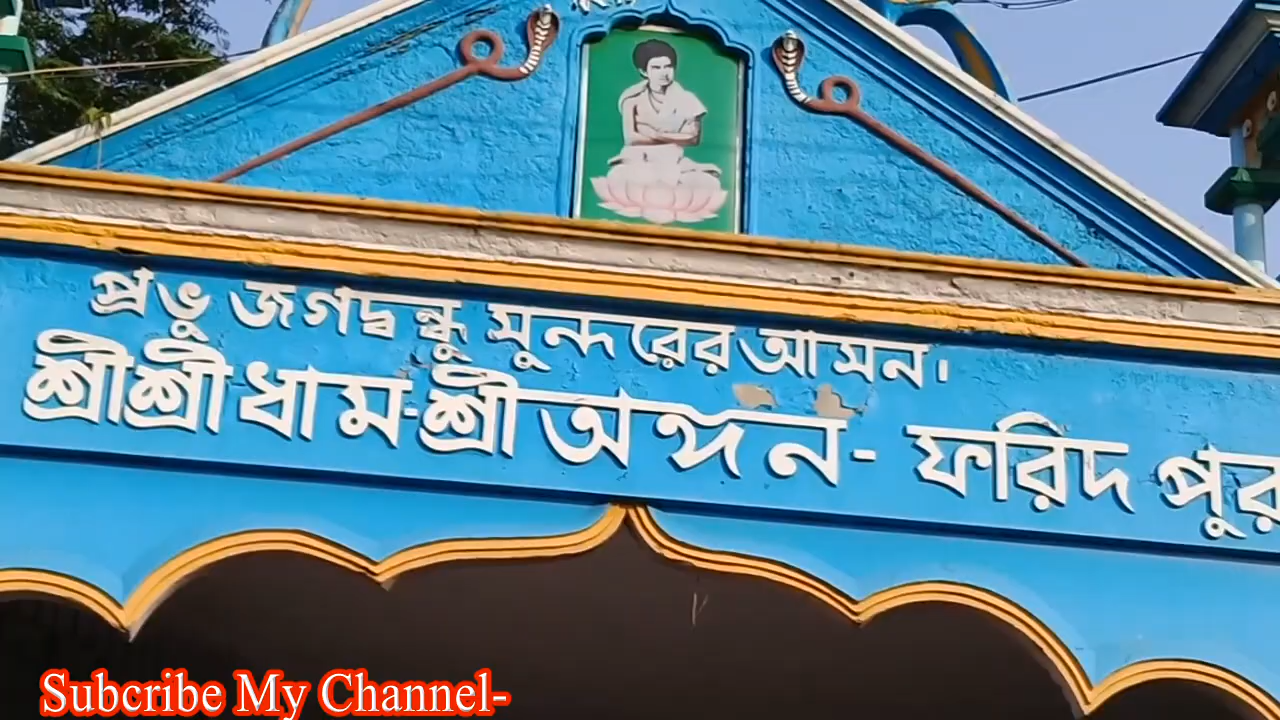 প্রভু জগদ্বন্ধু সুন্দরের আসন।
শ্রীশ্রীধাম-শ্রীঅঙ্গন- ফরিদপুর
Subcribe My Channel-